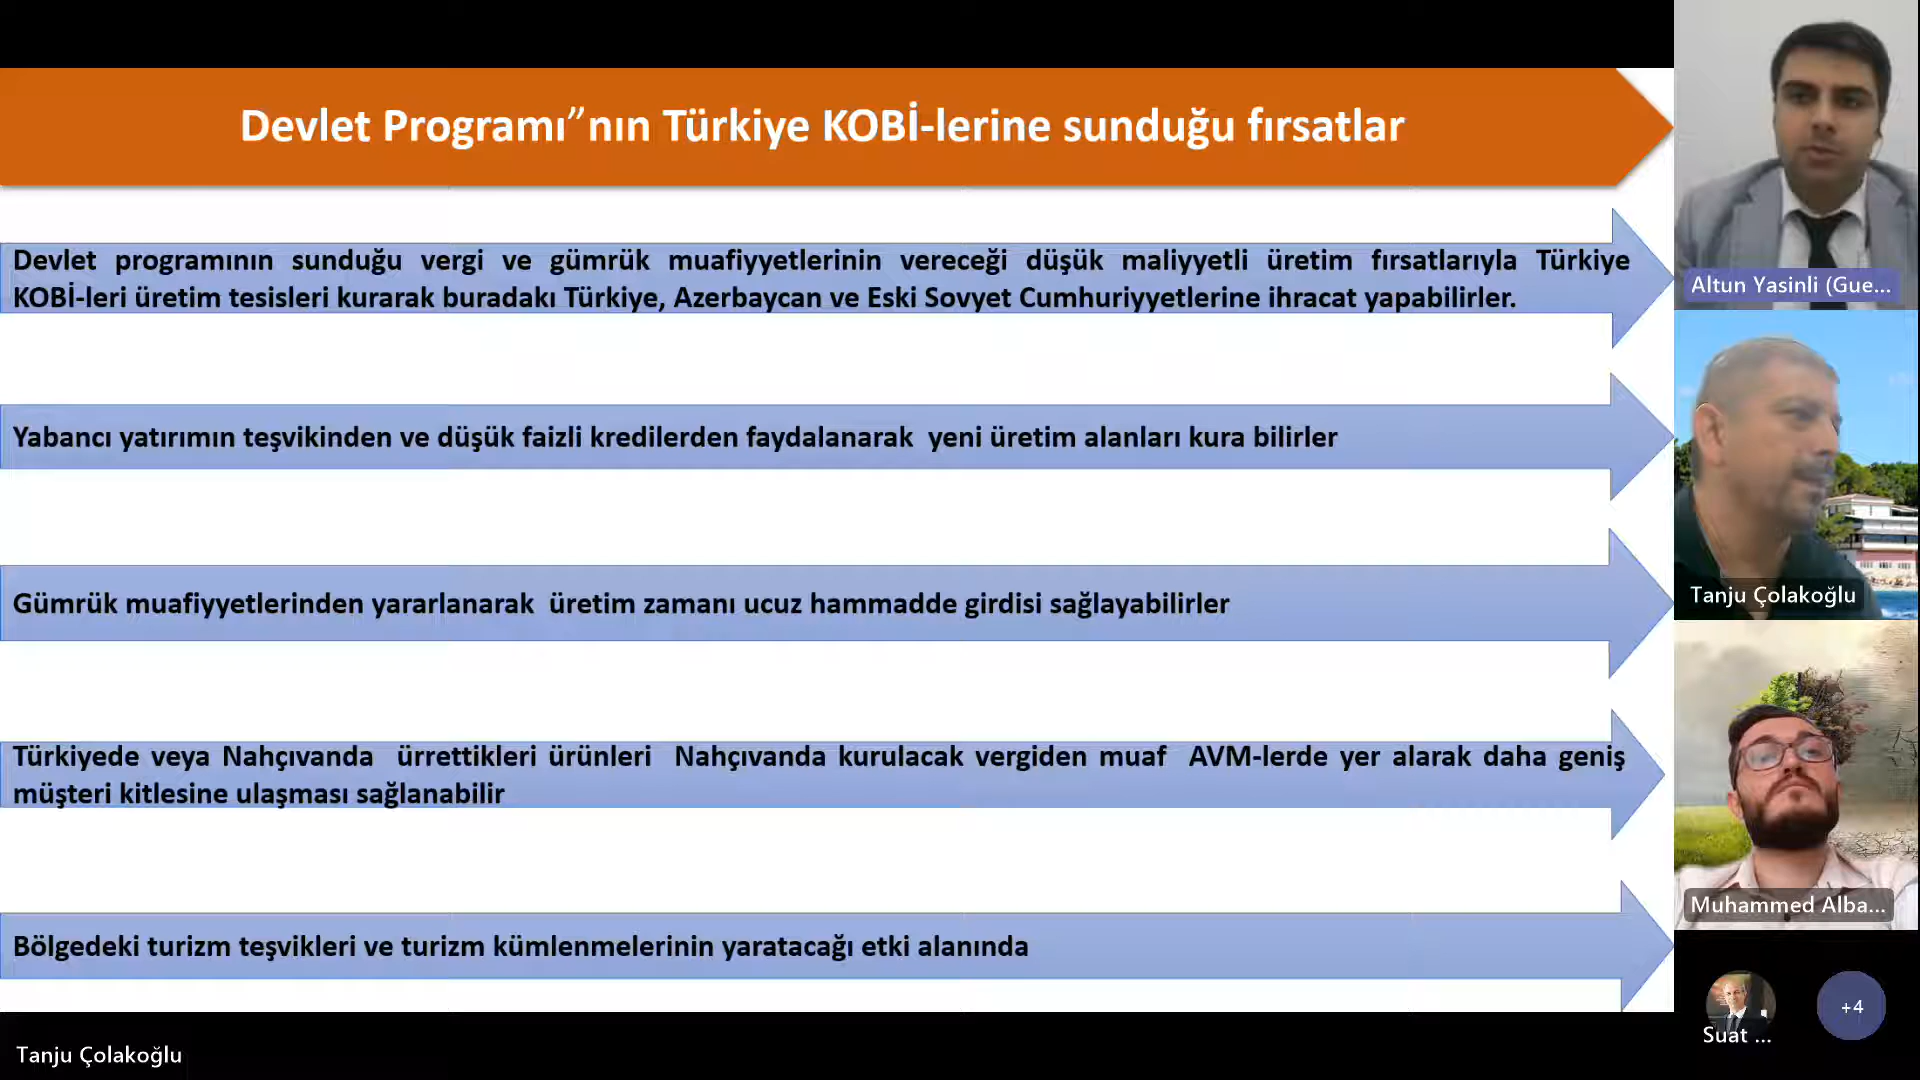 Devlet Programı”nın Türkiye KOBİ-lerine sunduğu fırsatlar
Devlet programının sunduğu vergi ve gümrük muafiyyetlerinin vereceği düşük maliyyetli üretim fırsatlarıyla Türkiye
KOBİ-leri üretim tesisleri kurarak buradakı Türkiye, Azerbaycan ve Eski Sovyet Cumhuriyyetlerine ihracat yapabilirler.
Yabancı yatırımın teşvikinden ve düşük faizli kredilerden faydalanarak yeni üretim alanları kura bilirler
Gümrük muafiyyetlerinden yararlanarak üretim zamanı ucuz hammadde girdisi sağlayabilirler
Türkiyede veya Nahçıvanda ürrettikleri ürünleri Nahçıvanda kurulacak vergiden muaf AVM-lerde yer alarak daha geniş
müşteri kitlesine ulaşması sağlanabilir
Bölgedeki turizm teşvikleri ve turizm kümlenmelerinin yaratacağı etki alanında
Altun Yasinli (Gue...
Tanju Çolakoğlu
Muhammed Alba...
Suat ...
+4
Tanju Çolakoğlu